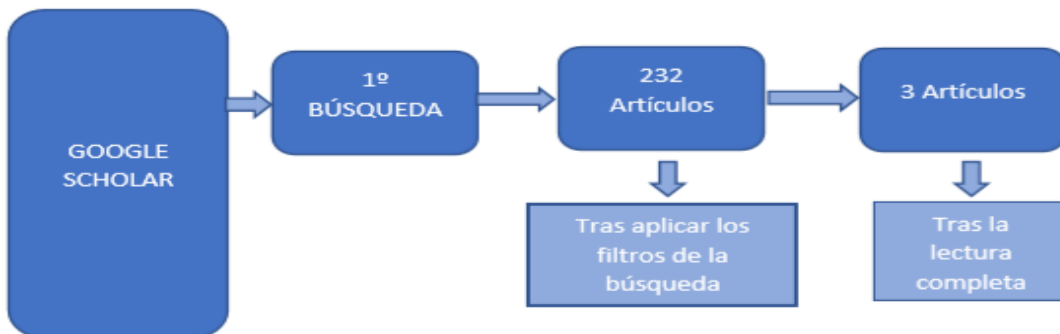 GOOGLE
SCHOLAR
1º
BÚSQUEDA
232
Artículos
3 Artículos
Tras aplicar los
filtros de la
búsqueda
Tras la
lectura
completa